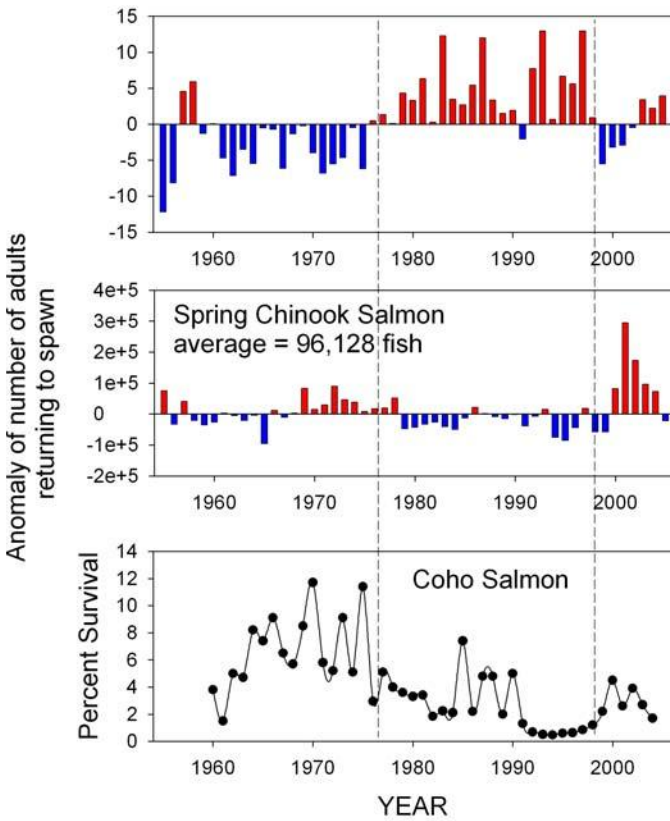 15
10
5
0
-5
-10
-15
1960 1970 1980 1990 2000
Anomaly of number of adults
returning to spawn
4e+5
3e+5
2e+5
1e+5
0
-1e+5
-2e+5
Spring Chinook Salmon
average = 96,128 fish
1960 1970 1980 1990 2000
Percent Survival
14
12
10
8
6
4
2
0
Coho Salmon
1960 1970 1980 1990 2000
YEAR